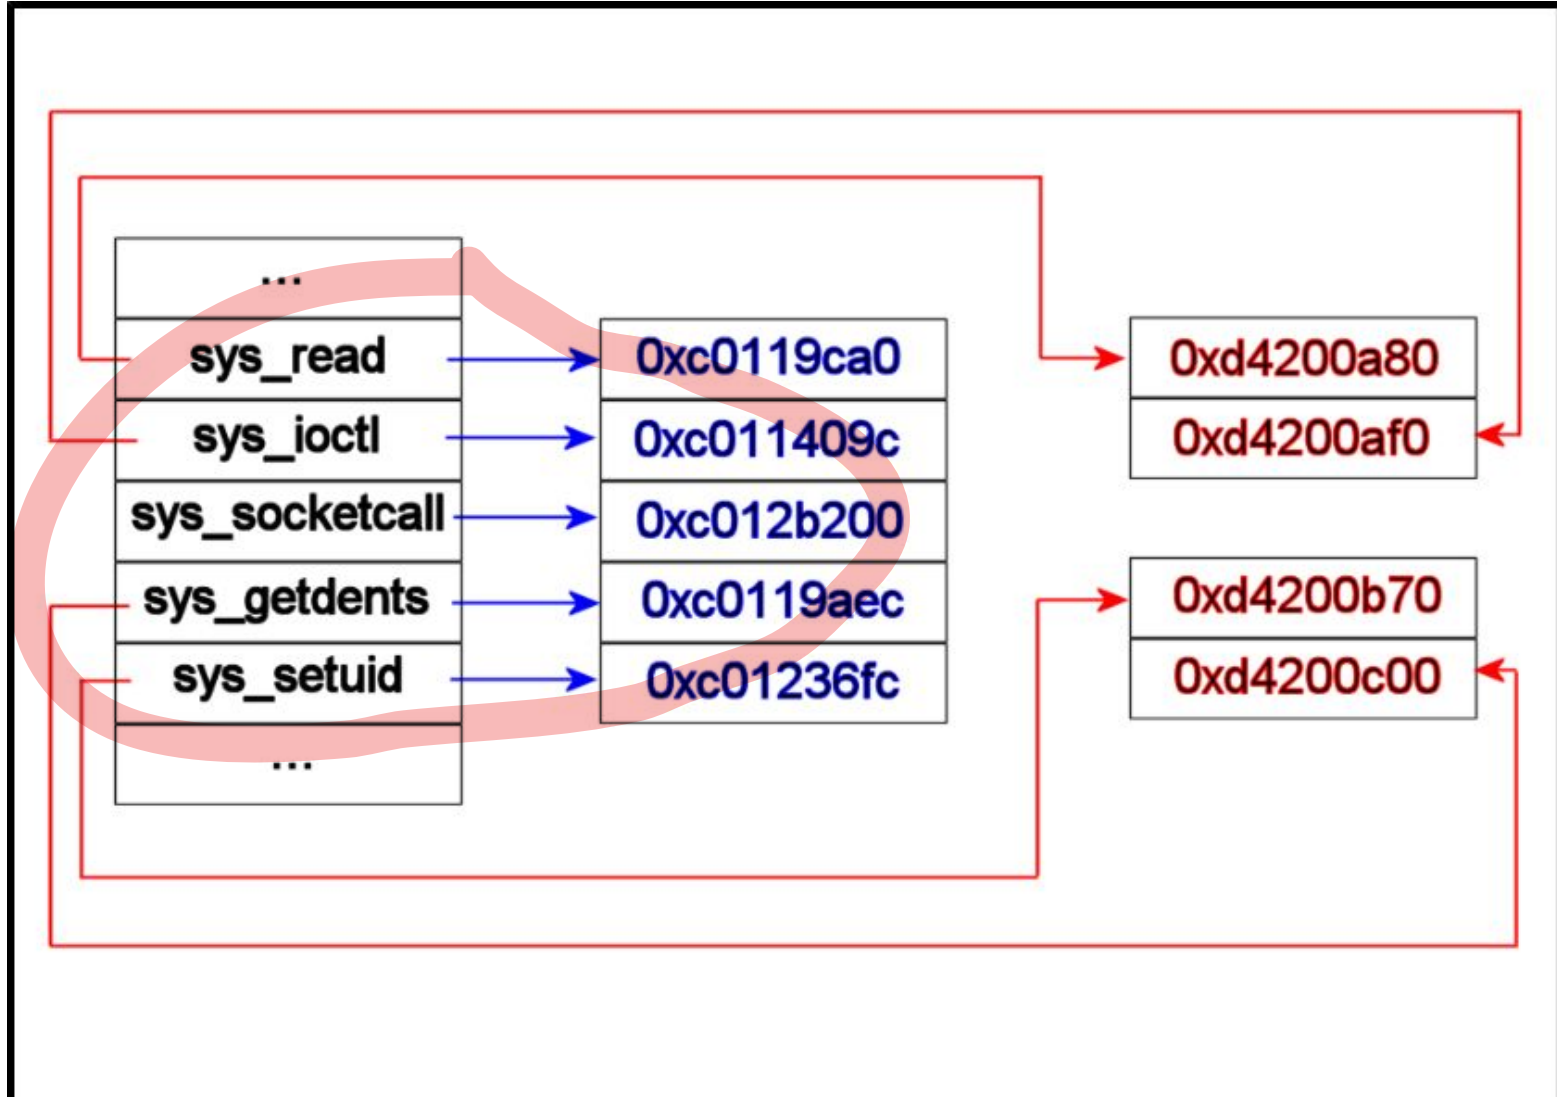 ...
sys_read 0xc0119ca0 0xd4200a80
sys_ioctl 0xc011409c 0xd4200af0
sys_socketcall 0xc012b200
sys_getdents 0xc0119aec 0xd4200b70
sys_setuid 0xc01236fc 0xd4200c00
...